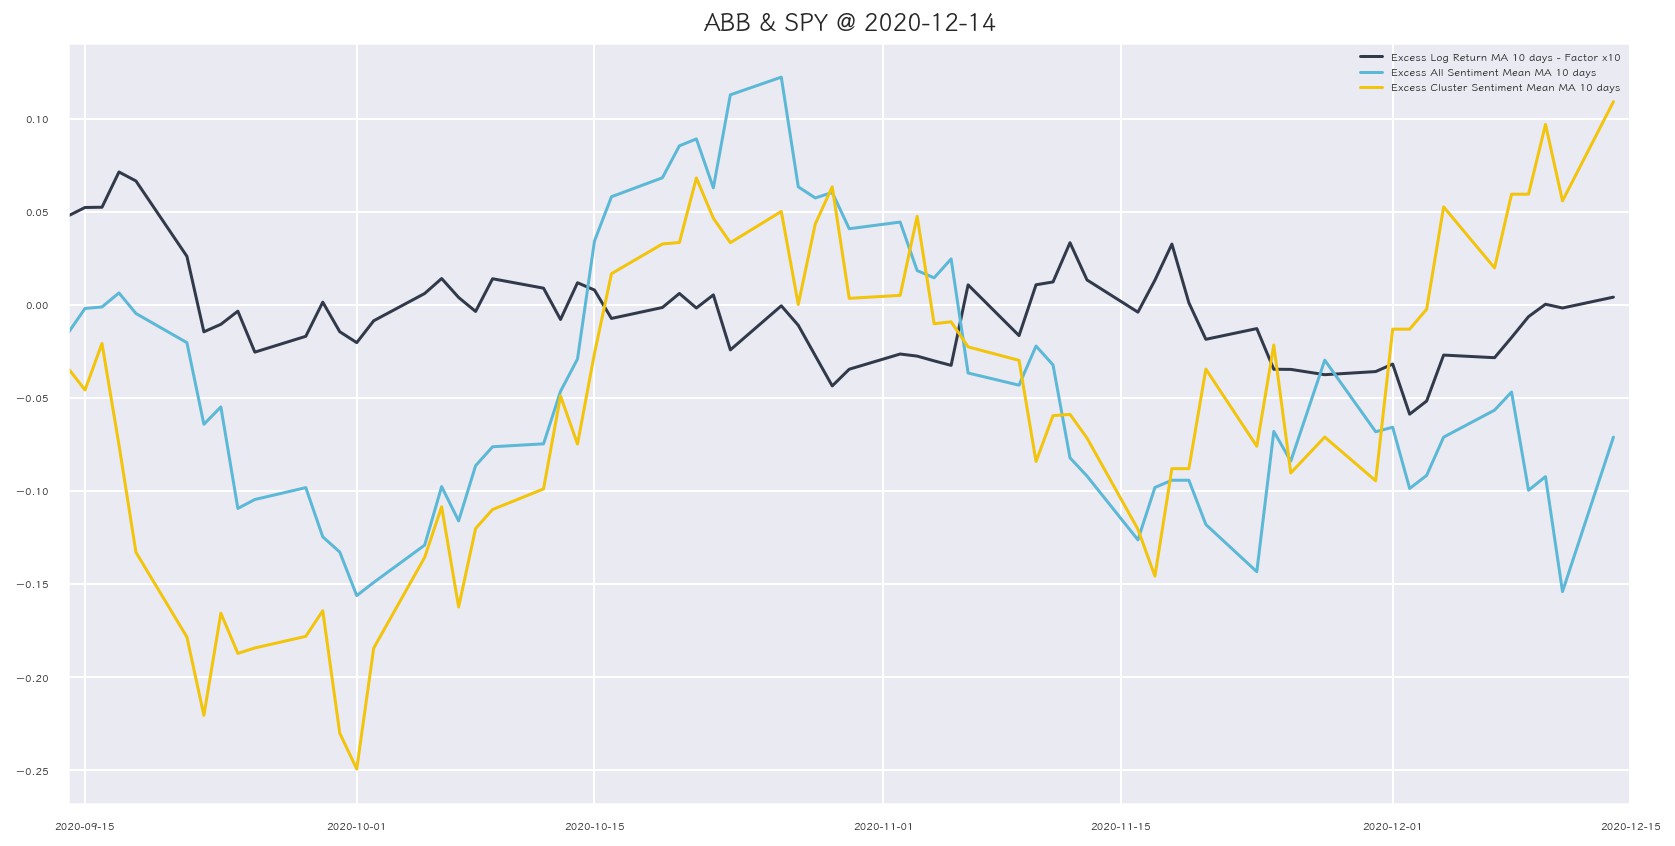 ABB & SPY @ 2020-12-14
Excess Log Return MA 10 days - Factor x10
Excess All Sentiment Mean MA 10 days
Excess Cluster Sentiment Mean MA 10 days
0.10
0.05
0.00
−0.05
−0.10
−0.15
−0.20
−0.25
2020-09-15 2020-10-01 2020-10-15 2020-11-01 2020-11-15 2020-12-01 2020-12-15